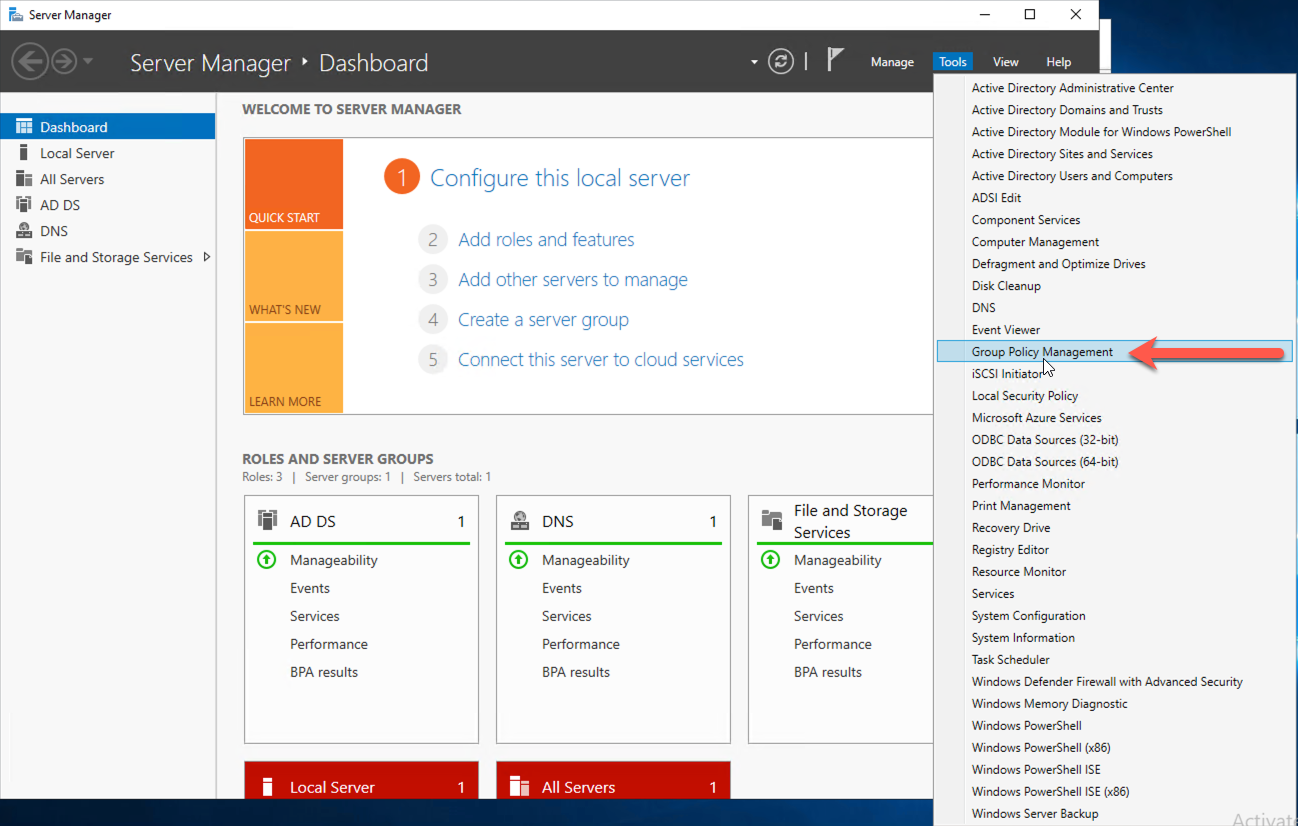 Server Manager
Server Manager ‣ Dashboard
Manage
Tools
View
Help
Dashboard
Local Server
All Servers
AD DS
DNS
File and Storage Services
WELCOME TO SERVER MANAGER
QUICK START
WHAT'S NEW
LEARN MORE
1 Configure this local server
2 Add roles and features
3 Add other servers to manage
4 Create a server group
5 Connect this server to cloud services
ROLES AND SERVER GROUPS
Roles: 3 | Server groups: 1 | Servers total: 1
AD DS 1
Manageability
Events
Services
Performance
BPA results
DNS 1
Manageability
Events
Services
Performance
BPA results
File and Storage
Services
Manageability
Events
Services
Performance
BPA results
Local Server 1
All Servers 1
Active Directory Administrative Center
Active Directory Domains and Trusts
Active Directory Module for Windows PowerShell
Active Directory Sites and Services
Active Directory Users and Computers
ADSI Edit
Component Services
Computer Management
Defragment and Optimize Drives
Disk Cleanup
DNS
Event Viewer
Group Policy Management
iSCSI Initiator
Local Security Policy
Microsoft Azure Services
ODBC Data Sources (32-bit)
ODBC Data Sources (64-bit)
Performance Monitor
Print Management
Recovery Drive
Registry Editor
Resource Monitor
Services
System Configuration
System Information
Task Scheduler
Windows Defender Firewall with Advanced Security
Windows Memory Diagnostic
Windows PowerShell
Windows PowerShell (x86)
Windows PowerShell ISE
Windows PowerShell ISE (x86)
Windows Server Backup
Activat